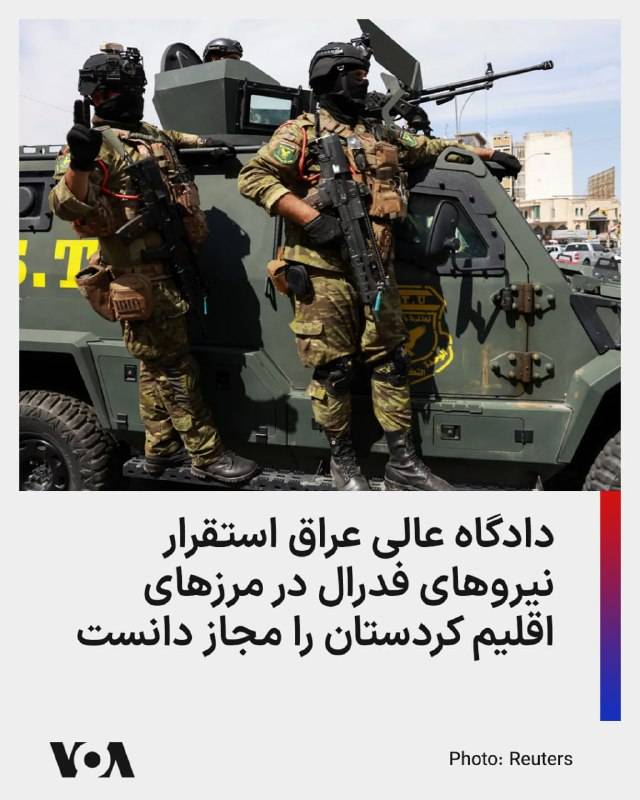 S.T
دادگاه عالی عراق استقرار
نیروهای فدرال در مرزهای
اقلیم کردستان را مجاز دانست
VOA
Photo: Reuters